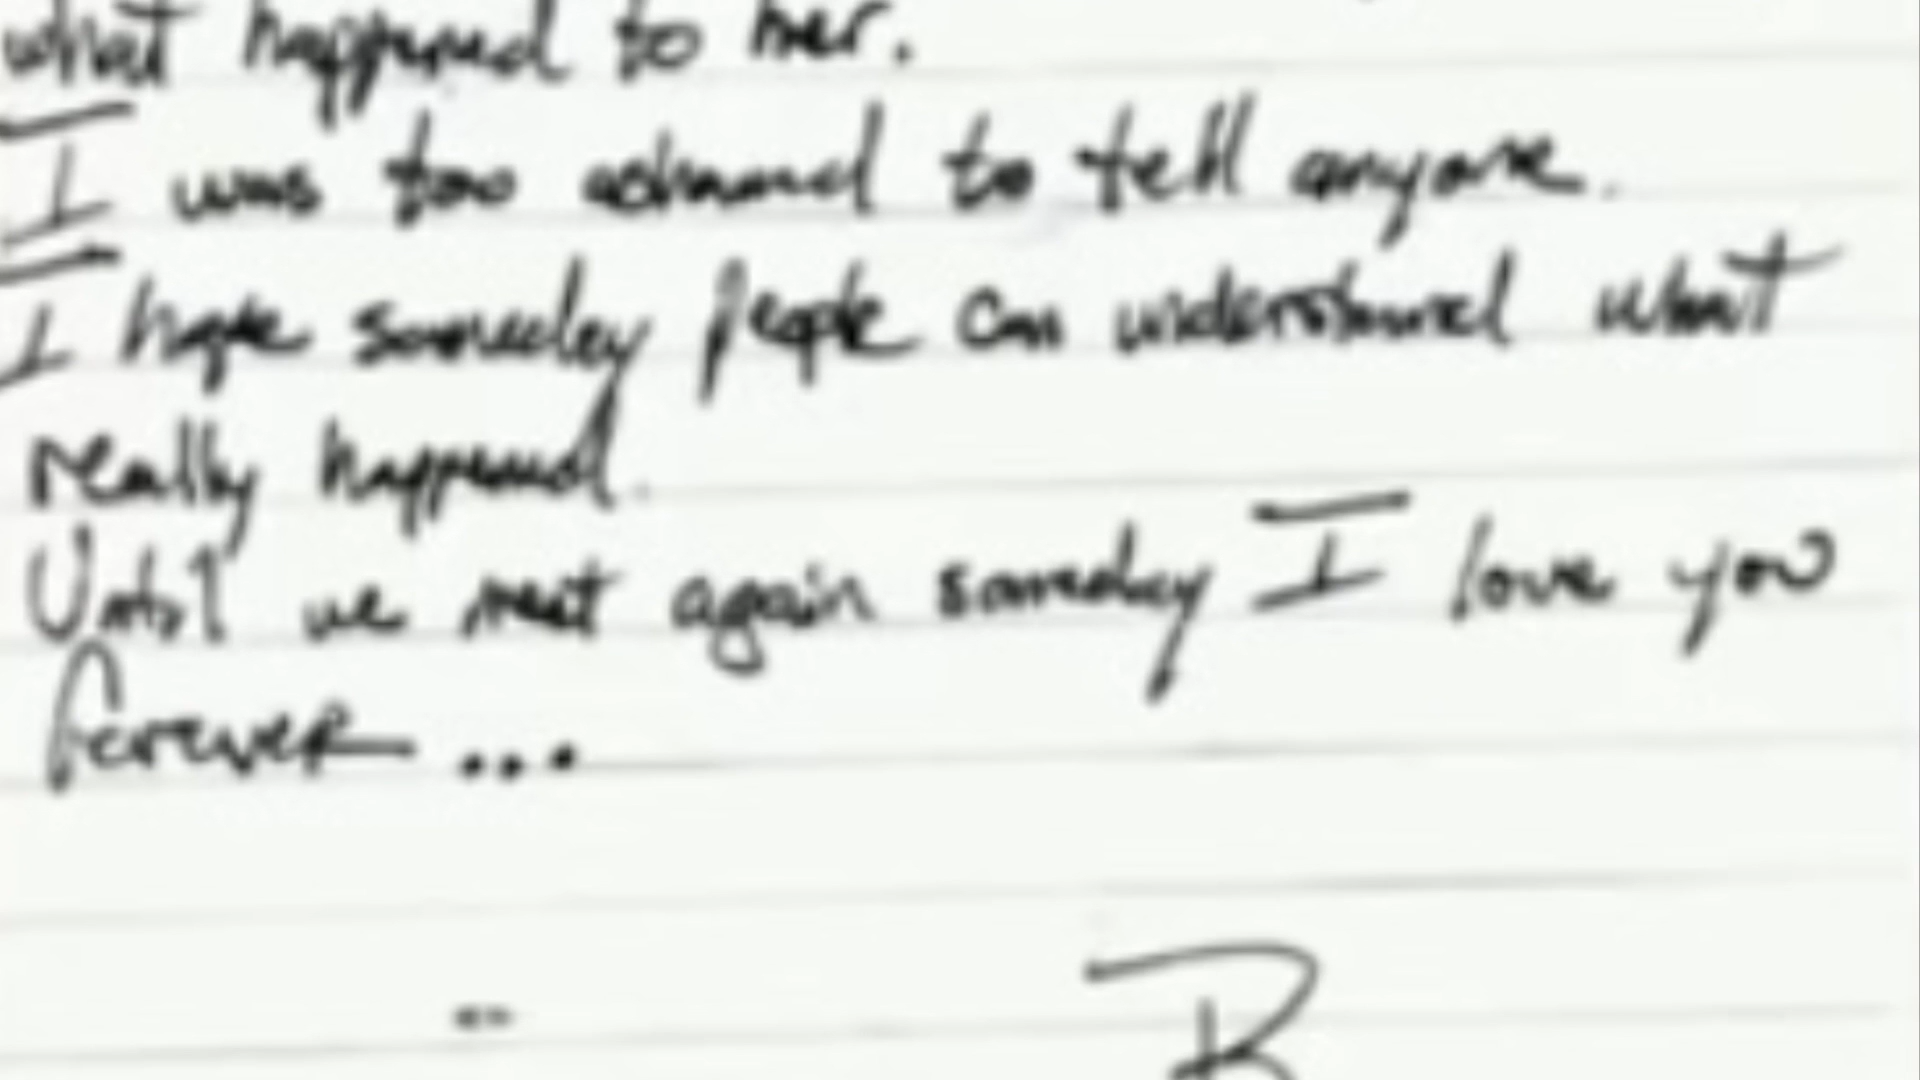 what happened to her.
I was too ashamed to tell anyone.
I hope someday people can understand what
really happened.
Until we meet again someday I love you
forever...
B